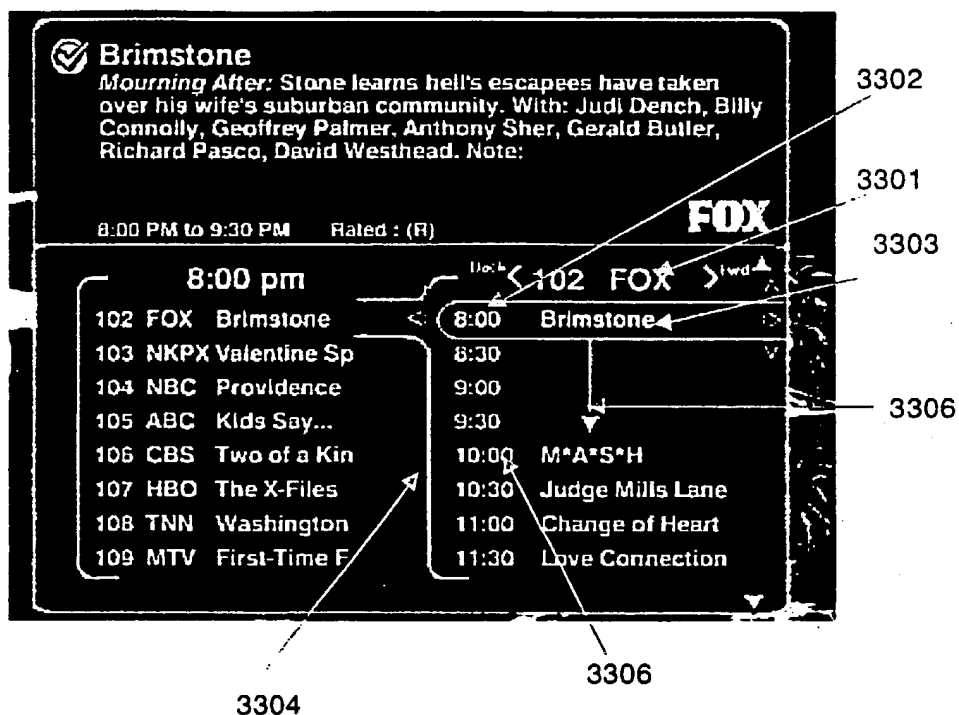 Brimstone
Mourning After: Stone learns hell's escapees have taken
over his wife's suburban community. With: Judi Dench, Billy
Connolly, Geoffrey Palmer, Anthony Sher, Gerald Butler,
Richard Pasco, David Westhead. Note:
8:00 PM to 9:30 PM Rated : (R)
FOX
8:00 pm
102 FOX Brimstone
103 NKPX Valentine Sp
104 NBC Providence
105 ABC Kids Say...
106 CBS Two of a Kin
107 HBO The X-Files
108 TNN Washington
109 MTV First-Time F
Back < 102 FOX > Fwd
8:00 Brimstone
8:30
9:00
9:30
10:00 M*A*S*H
10:30 Judge Mills Lane
11:00 Change of Heart
11:30 Love Connection
3302
3301
3303
3306
3306
3304